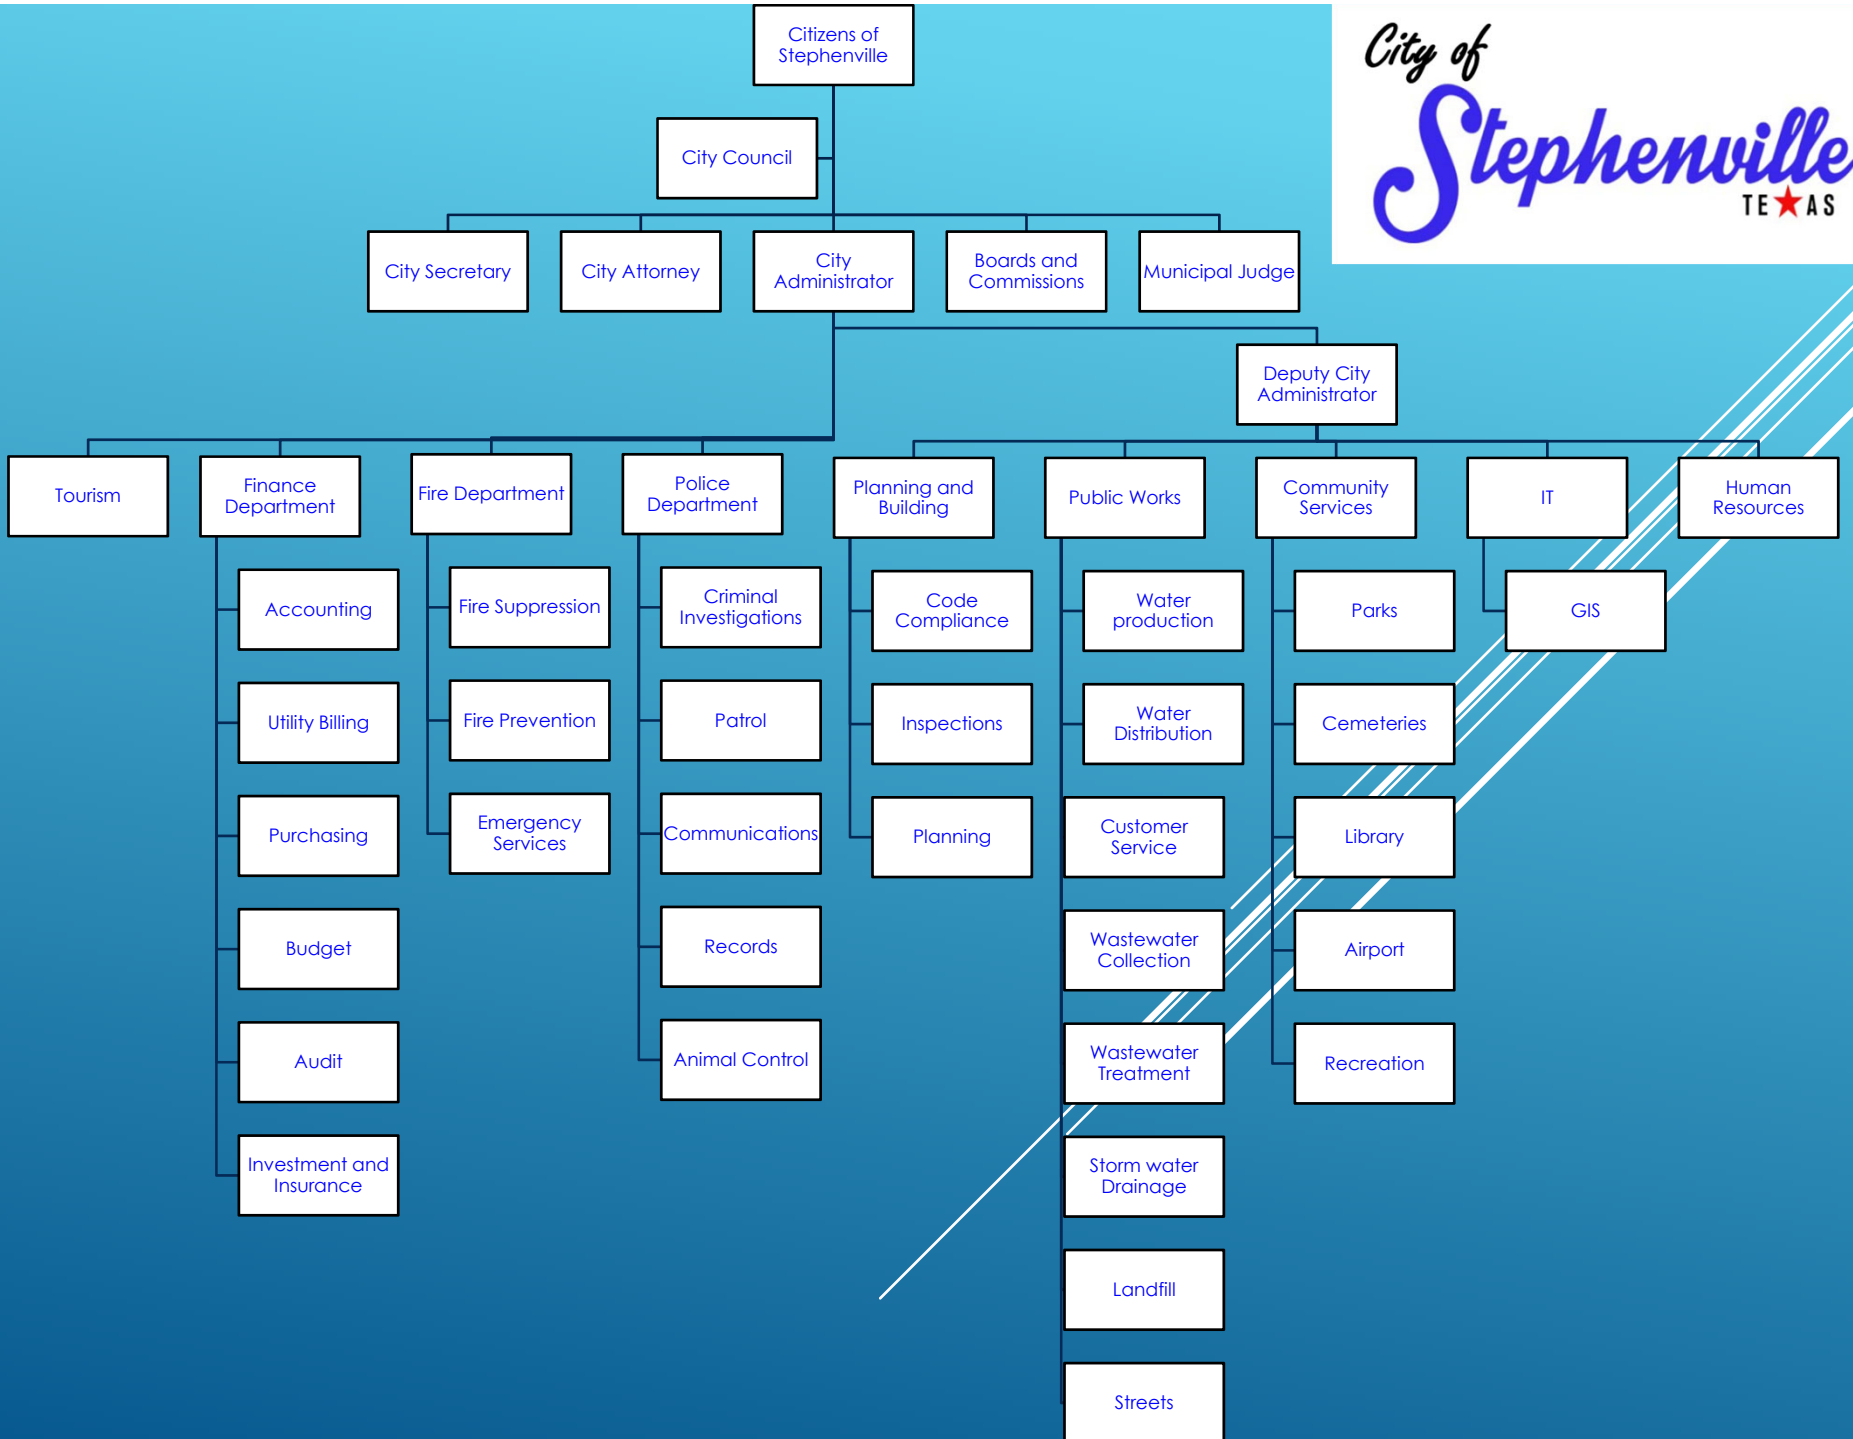 Citizens of
Stephenville
City of
Stephenville
TEXAS
City Council
City Secretary
City Attorney
City
Administrator
Boards and
Commissions
Municipal Judge
Deputy City
Administrator
Tourism
Finance
Department
Fire Department
Police
Department
Planning and
Building
Public Works
Community
Services
IT
Human
Resources
Accounting
Utility Billing
Purchasing
Budget
Audit
Investment and
Insurance
Fire Suppression
Fire Prevention
Emergency
Services
Criminal
Investigations
Patrol
Communications
Records
Animal Control
Code
Compliance
Inspections
Planning
Water
production
Water
Distribution
Customer
Service
Wastewater
Collection
Wastewater
Treatment
Storm water
Drainage
Landfill
Streets
Parks
Cemeteries
Library
Airport
Recreation
GIS